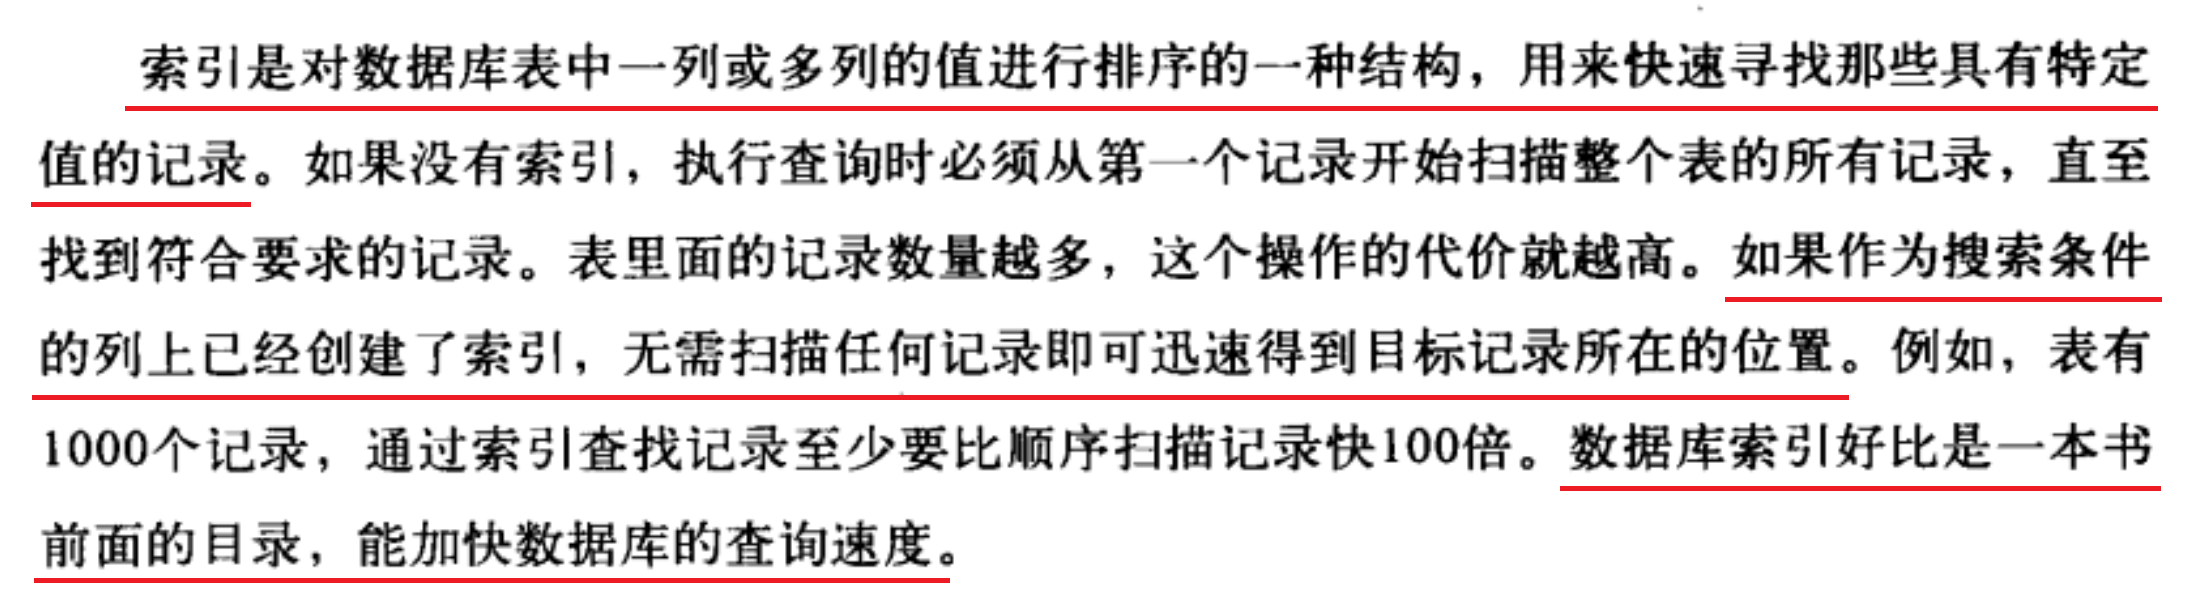 索引是对数据库表中一列或多列的值进行排序的一种结构，用来快速寻找那些具有特定
值的记录。如果没有索引，执行查询时必须从第一个记录开始扫描整个表的所有记录，直至
找到符合要求的记录。表里面的记录数量越多，这个操作的代价就越高。如果作为搜索条件
的列上已经创建了索引，无需扫描任何记录即可迅速得到目标记录所在的位置。例如，表有
1000个记录，通过索引查找记录至少要比顺序扫描记录快100倍。数据库索引好比是一本书
前面的目录，能加快数据库的查询速度。